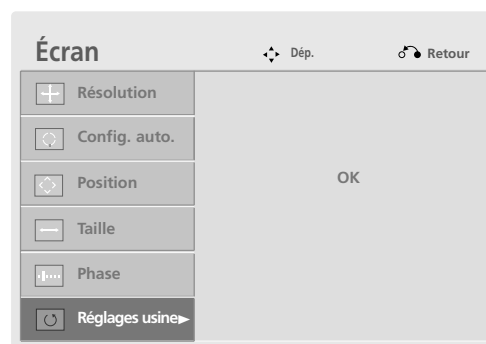 Écran
Dép.
Retour
Résolution
Config. auto.
Position
OK
Taille
Phase
Réglages usine